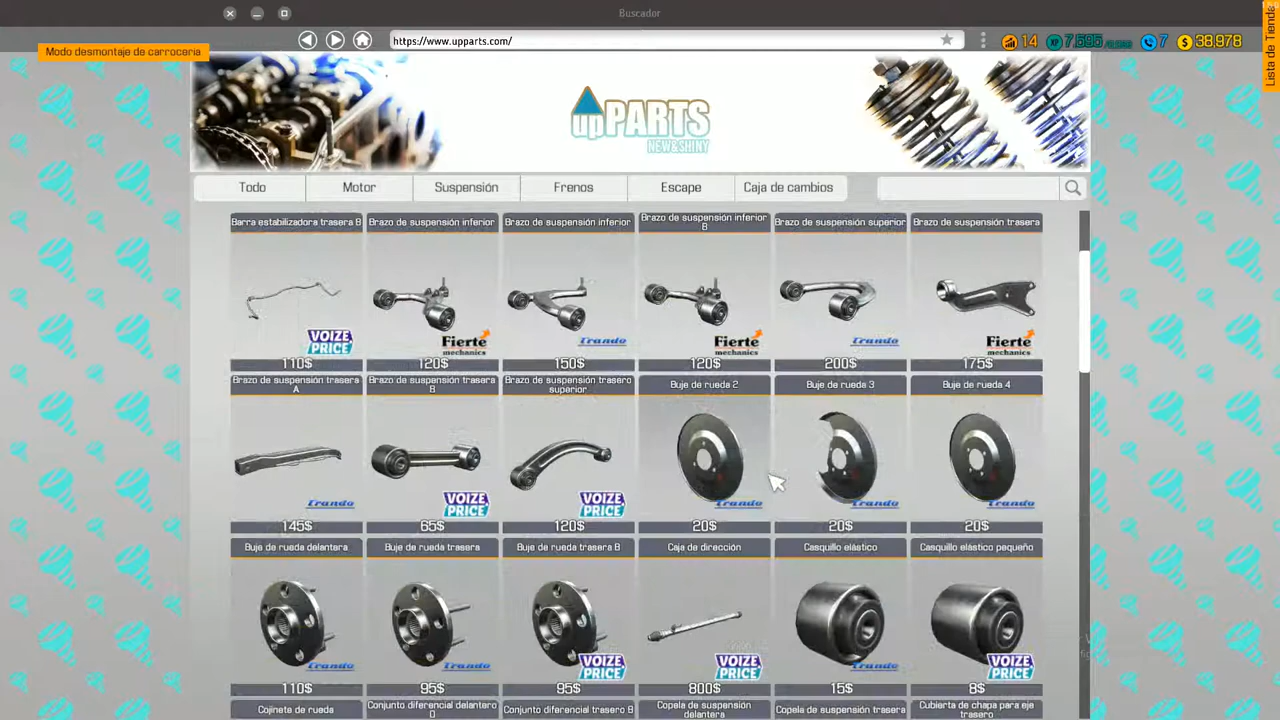 Buscador
https://www.upparts.com/
Modo desmontaje de carrocería
14
7
38,978
Lista de Tienda
upPARTS
NEW&SHINY
Todo
Motor
Suspensión
Frenos
Escape
Caja de cambios
Barra estabilizadora trasera B
Brazo de suspensión inferior
Brazo de suspensión inferior
Brazo de suspensión inferior
B
Brazo de suspensión superior
Brazo de suspensión trasera
VOIZE
PRICE
Fierte
mechanics
Trando
Fierte
mechanics
Trando
Fierte
mechanics
110$
120$
150$
120$
200$
175$
Brazo de suspensión trasera
A
Brazo de suspensión trasera
B
Brazo de suspensión trasero
superior
Buje de rueda 2
Buje de rueda 3
Buje de rueda 4
Trando
VOIZE
PRICE
VOIZE
PRICE
Trando
Trando
Trando
145$
65$
120$
20$
20$
20$
Buje de rueda delantera
Buje de rueda trasera
Buje de rueda trasera B
Caja de dirección
Casquillo elástico
Casquillo elástico pequeño
Trando
Trando
VOIZE
PRICE
VOIZE
PRICE
Trando
VOIZE
PRICE
110$
95$
95$
800$
15$
8$
Cojinete de rueda
Conjunto diferencial delantero
D
Conjunto diferencial trasero B
Copela de suspensión
delantera
Copela de suspensión trasera
Cubierta de chapa para eje
trasero